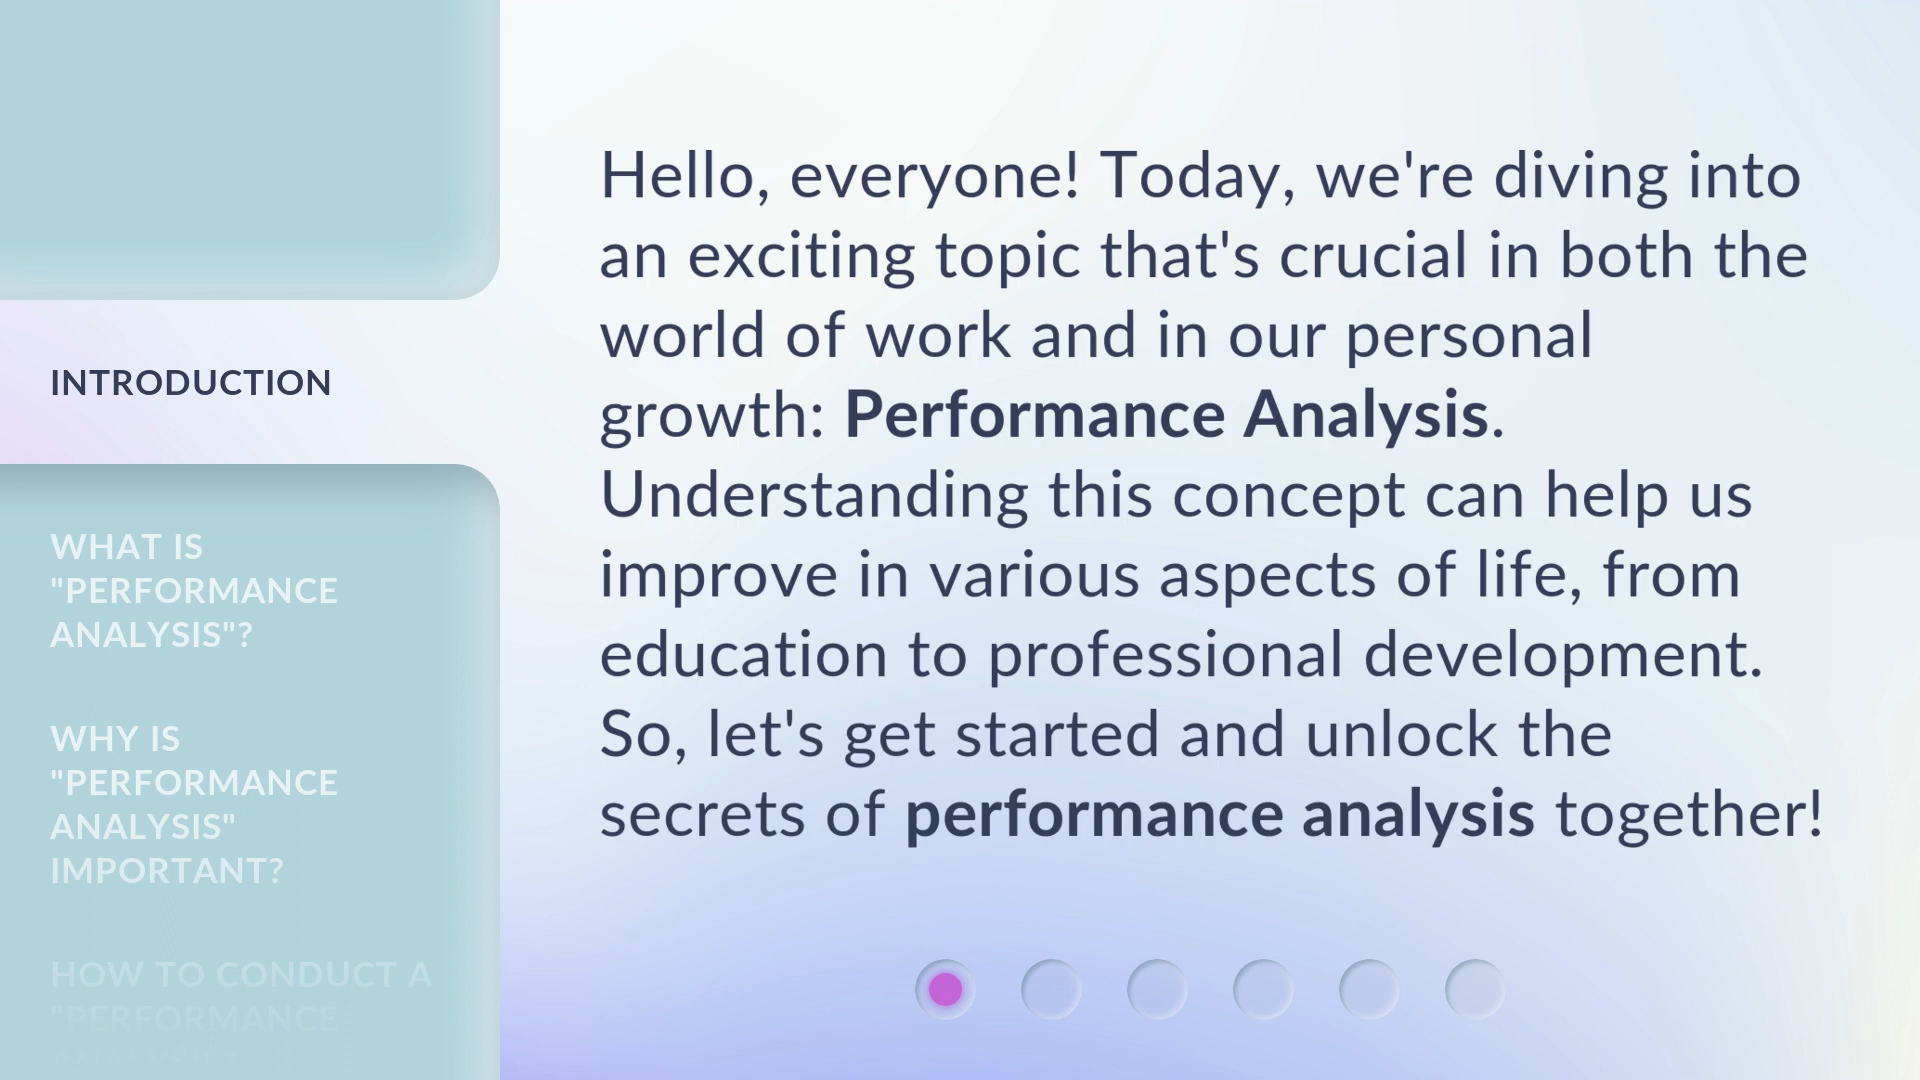 INTRODUCTION
WHAT IS
"PERFORMANCE
ANALYSIS"?
WHY IS
"PERFORMANCE
ANALYSIS"
IMPORTANT?
HOW TO CONDUCT A
"PERFORMANCE
Hello, everyone! Today, we're diving into
an exciting topic that's crucial in both the
world of work and in our personal
growth: Performance Analysis.
Understanding this concept can help us
improve in various aspects of life, from
education to professional development.
So, let's get started and unlock the
secrets of performance analysis together!